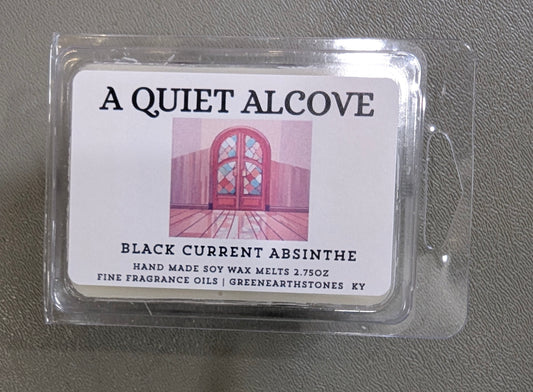 A QUIET ALCOVE
BLACK CURRENT ABSINTHE
HAND MADE SOY WAX MELTS 2.75OZ
FINE FRAGRANCE OILS | GREENEARTHSTONES KY